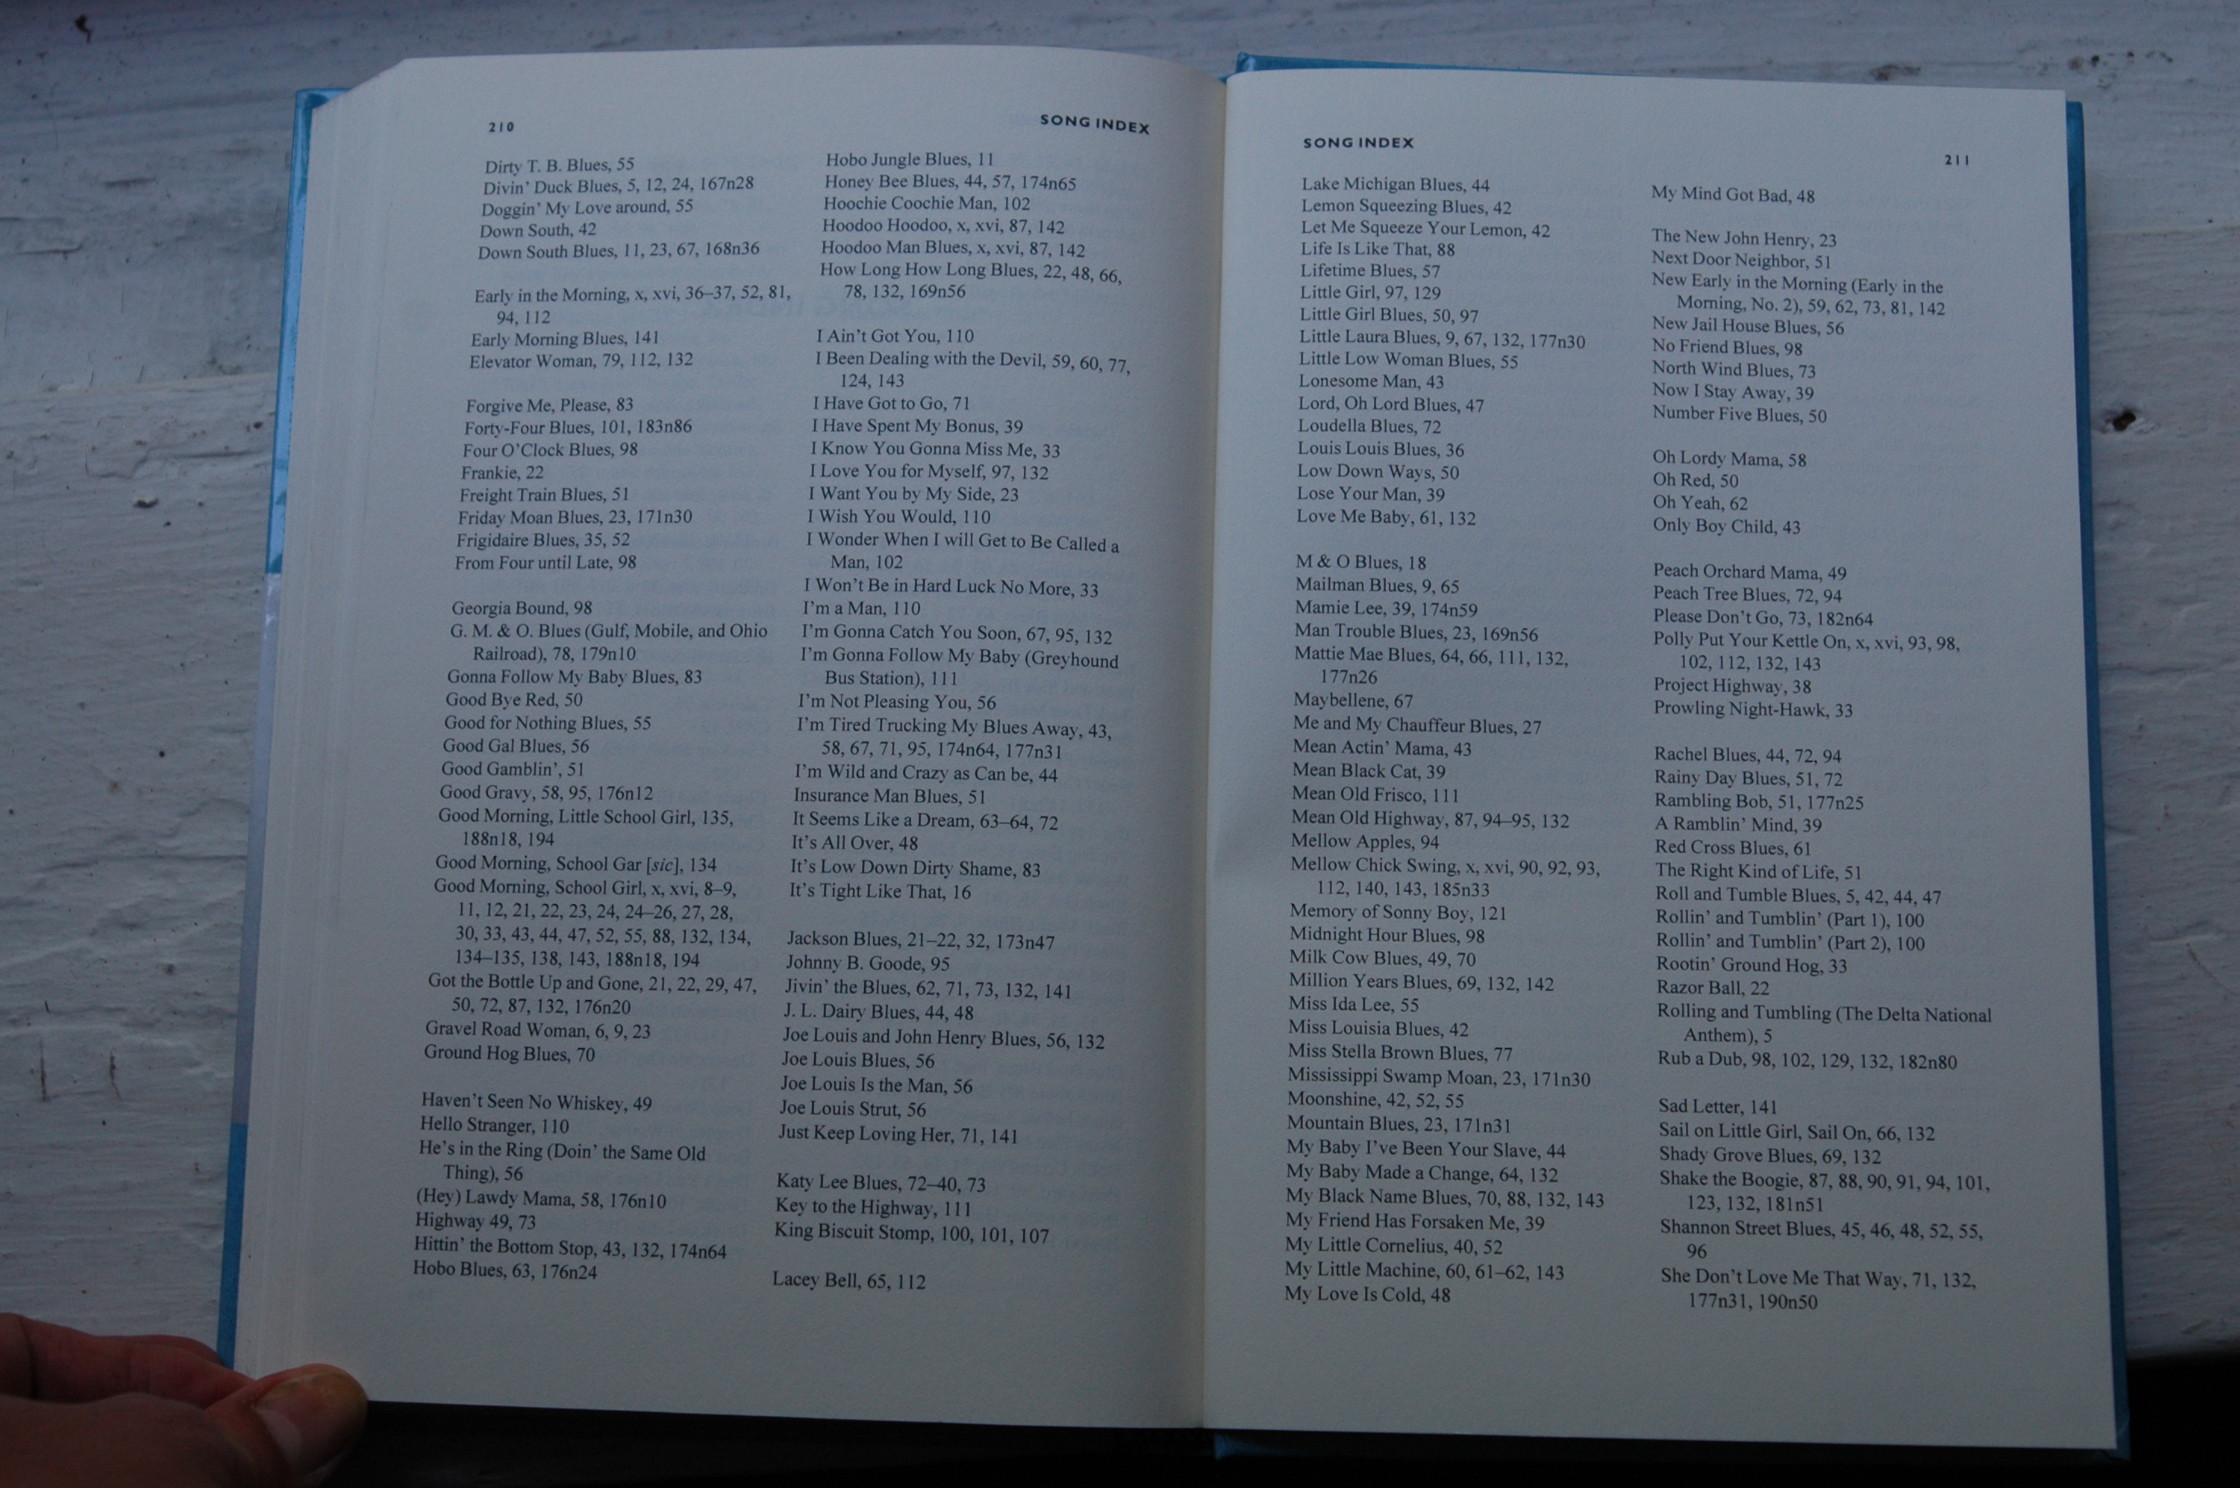 210
SONG INDEX
Dirty T. B. Blues, 55
Divin' Duck Blues, 5, 12, 24, 167n28
Doggin' My Love around, 55
Down South, 42
Down South Blues, 11, 23, 67, 168n36
Early in the Morning, x, xvi, 36–37, 52, 81,
94, 112
Early Morning Blues, 141
Elevator Woman, 79, 112, 132
Forgive Me, Please, 83
Forty-Four Blues, 101, 183n86
Four O'Clock Blues, 98
Frankie, 22
Freight Train Blues, 51
Friday Moan Blues, 23, 171n30
Frigidaire Blues, 35, 52
From Four until Late, 98
Georgia Bound, 98
G. M. & O. Blues (Gulf, Mobile, and Ohio
Railroad), 78, 179n10
Gonna Follow My Baby Blues, 83
Good Bye Red, 50
Good for Nothing Blues, 55
Good Gal Blues, 56
Good Gamblin', 51
Good Gravy, 58, 95, 176n12
Good Morning, Little School Girl, 135,
188n18, 194
Good Morning, School Gar [sic], 134
Good Morning, School Girl, x, xvi, 8–9,
11, 12, 21, 22, 23, 24, 24–26, 27, 28,
30, 33, 43, 44, 47, 52, 55, 88, 132, 134,
134–135, 138, 143, 188n18, 194
Got the Bottle Up and Gone, 21, 22, 29, 47,
50, 72, 87, 132, 176n20
Gravel Road Woman, 6, 9, 23
Ground Hog Blues, 70
Haven't Seen No Whiskey, 49
Hello Stranger, 110
He's in the Ring (Doin' the Same Old
Thing), 56
(Hey) Lawdy Mama, 58, 176n10
Highway 49, 73
Hittin' the Bottom Stop, 43, 132, 174n64
Hobo Blues, 63, 176n24
Hobo Jungle Blues, 11
Honey Bee Blues, 44, 57, 174n65
Hoochie Coochie Man, 102
Hoodoo Hoodoo, x, xvi, 87, 142
Hoodoo Man Blues, x, xvi, 87, 142
How Long How Long Blues, 22, 48, 66,
78, 132, 169n56
I Ain't Got You, 110
I Been Dealing with the Devil, 59, 60, 77,
124, 143
I Have Got to Go, 71
I Have Spent My Bonus, 39
I Know You Gonna Miss Me, 33
I Love You for Myself, 97, 132
I Want You by My Side, 23
I Wish You Would, 110
I Wonder When I will Get to Be Called a
Man, 102
I Won't Be in Hard Luck No More, 33
I'm a Man, 110
I'm Gonna Catch You Soon, 67, 95, 132
I'm Gonna Follow My Baby (Greyhound
Bus Station), 111
I'm Not Pleasing You, 56
I'm Tired Trucking My Blues Away, 43,
58, 67, 71, 95, 174n64, 177n31
I'm Wild and Crazy as Can be, 44
Insurance Man Blues, 51
It Seems Like a Dream, 63–64, 72
It's All Over, 48
It's Low Down Dirty Shame, 83
It's Tight Like That, 16
Jackson Blues, 21–22, 32, 173n47
Johnny B. Goode, 95
Jivin' the Blues, 62, 71, 73, 132, 141
J. L. Dairy Blues, 44, 48
Joe Louis and John Henry Blues, 56, 132
Joe Louis Blues, 56
Joe Louis Is the Man, 56
Joe Louis Strut, 56
Just Keep Loving Her, 71, 141
Katy Lee Blues, 72–40, 73
Key to the Highway, 111
King Biscuit Stomp, 100, 101, 107
Lacey Bell, 65, 112
SONG INDEX
211
Lake Michigan Blues, 44
Lemon Squeezing Blues, 42
Let Me Squeeze Your Lemon, 42
Life Is Like That, 88
Lifetime Blues, 57
Little Girl, 97, 129
Little Girl Blues, 50, 97
Little Laura Blues, 9, 67, 132, 177n30
Little Low Woman Blues, 55
Lonesome Man, 43
Lord, Oh Lord Blues, 47
Loudella Blues, 72
Louis Louis Blues, 36
Low Down Ways, 50
Lose Your Man, 39
Love Me Baby, 61, 132
M & O Blues, 18
Mailman Blues, 9, 65
Mamie Lee, 39, 174n59
Man Trouble Blues, 23, 169n56
Mattie Mae Blues, 64, 66, 111, 132,
177n26
Maybellene, 67
Me and My Chauffeur Blues, 27
Mean Actin' Mama, 43
Mean Black Cat, 39
Mean Old Frisco, 111
Mean Old Highway, 87, 94–95, 132
Mellow Apples, 94
Mellow Chick Swing, x, xvi, 90, 92, 93,
112, 140, 143, 185n33
Memory of Sonny Boy, 121
Midnight Hour Blues, 98
Milk Cow Blues, 49, 70
Million Years Blues, 69, 132, 142
Miss Ida Lee, 55
Miss Louisia Blues, 42
Miss Stella Brown Blues, 77
Mississippi Swamp Moan, 23, 171n30
Moonshine, 42, 52, 55
Mountain Blues, 23, 171n31
My Baby I've Been Your Slave, 44
My Baby Made a Change, 64, 132
My Black Name Blues, 70, 88, 132, 143
My Friend Has Forsaken Me, 39
My Little Cornelius, 40, 52
My Little Machine, 60, 61–62, 143
My Love Is Cold, 48
My Mind Got Bad, 48
The New John Henry, 23
Next Door Neighbor, 51
New Early in the Morning (Early in the
Morning, No. 2), 59, 62, 73, 81, 142
New Jail House Blues, 56
No Friend Blues, 98
North Wind Blues, 73
Now I Stay Away, 39
Number Five Blues, 50
Oh Lordy Mama, 58
Oh Red, 50
Oh Yeah, 62
Only Boy Child, 43
Peach Orchard Mama, 49
Peach Tree Blues, 72, 94
Please Don't Go, 73, 182n64
Polly Put Your Kettle On, x, xvi, 93, 98,
102, 112, 132, 143
Project Highway, 38
Prowling Night-Hawk, 33
Rachel Blues, 44, 72, 94
Rainy Day Blues, 51, 72
Rambling Bob, 51, 177n25
A Ramblin' Mind, 39
Red Cross Blues, 61
The Right Kind of Life, 51
Roll and Tumble Blues, 5, 42, 44, 47
Rollin' and Tumblin' (Part 1), 100
Rollin' and Tumblin' (Part 2), 100
Rootin' Ground Hog, 33
Razor Ball, 22
Rolling and Tumbling (The Delta National
Anthem), 5
Rub a Dub, 98, 102, 129, 132, 182n80
Sad Letter, 141
Sail on Little Girl, Sail On, 66, 132
Shady Grove Blues, 69, 132
Shake the Boogie, 87, 88, 90, 91, 94, 101,
123, 132, 181n51
Shannon Street Blues, 45, 46, 48, 52, 55,
96
She Don't Love Me That Way, 71, 132,
177n31, 190n50